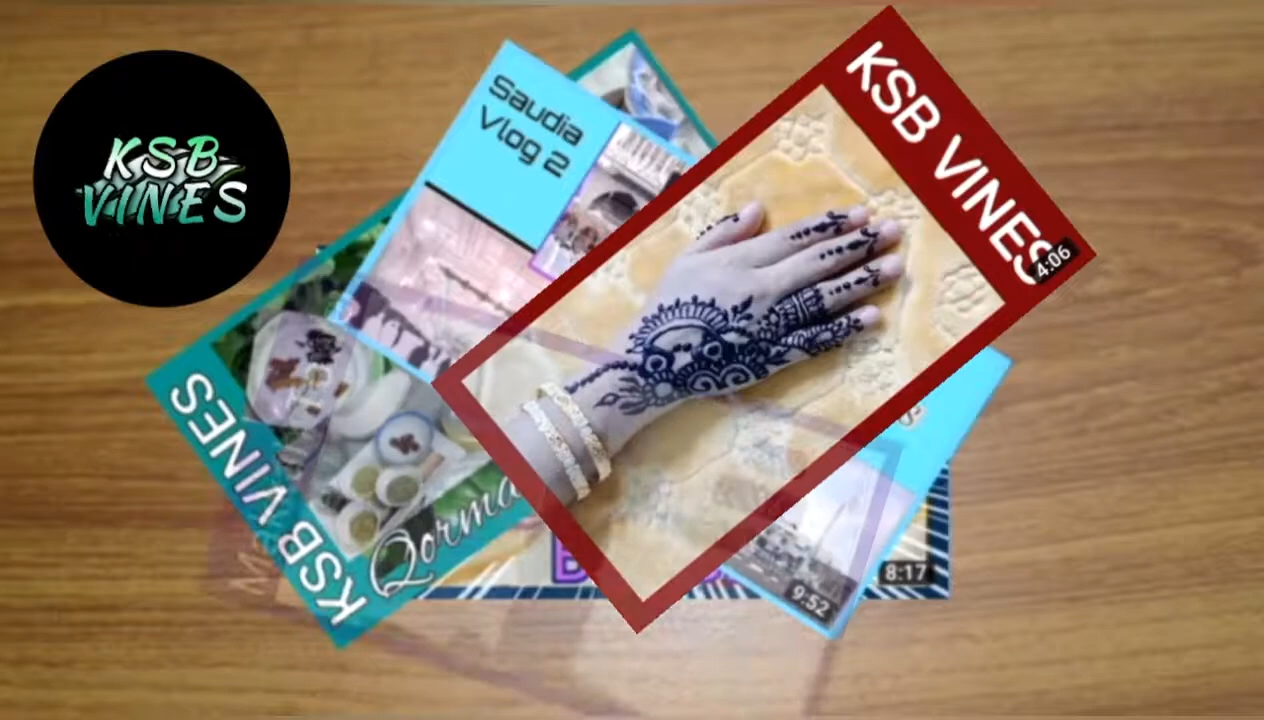 KSB
VINES
Saudia
Vlog 2
KSB VINES
4:06
KSB VINES
Qorma
8:17
9:52